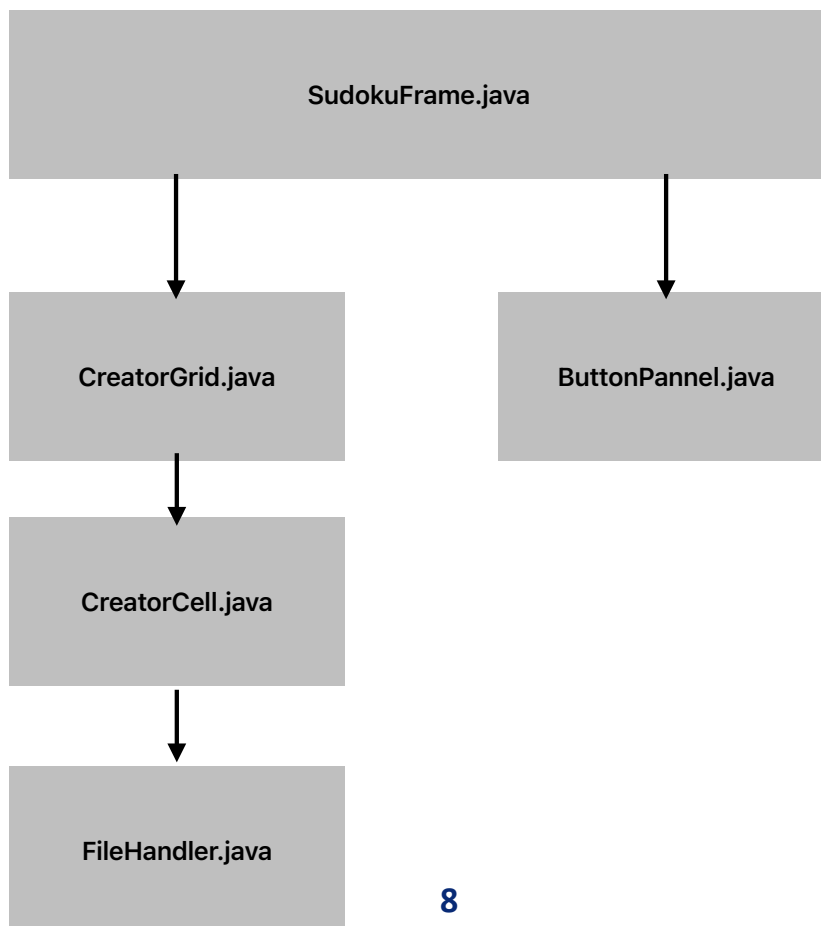 SudokuFrame.java
CreatorGrid.java
ButtonPannel.java
CreatorCell.java
FileHandler.java
8